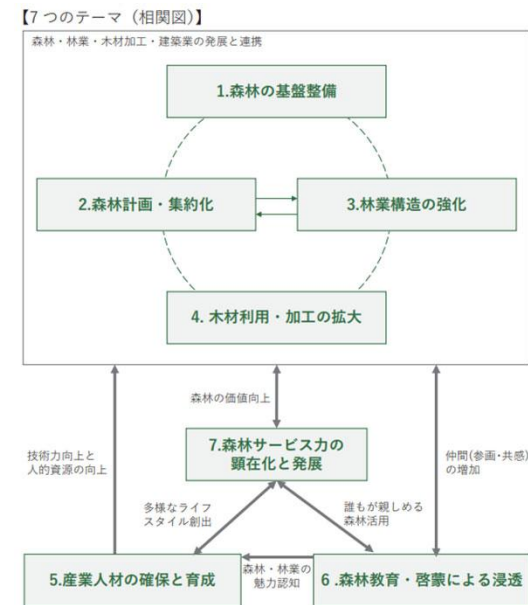 【7つのテーマ（相関図）】
森林・林業・木材加工・建築業の発展と連携
1.森林の基盤整備
2.森林計画・集約化
3.林業構造の強化
4. 木材利用・加工の拡大
森林の価値向上
技術力向上と
人的資源の向上
仲間(参画･共感)
の増加
7.森林サービス力の
顕在化と発展
多様なライフ
スタイル創出
誰もが親しめる
森林活用
5.産業人材の確保と育成
森林・林業の
魅力認知
6 .森林教育・啓蒙による浸透